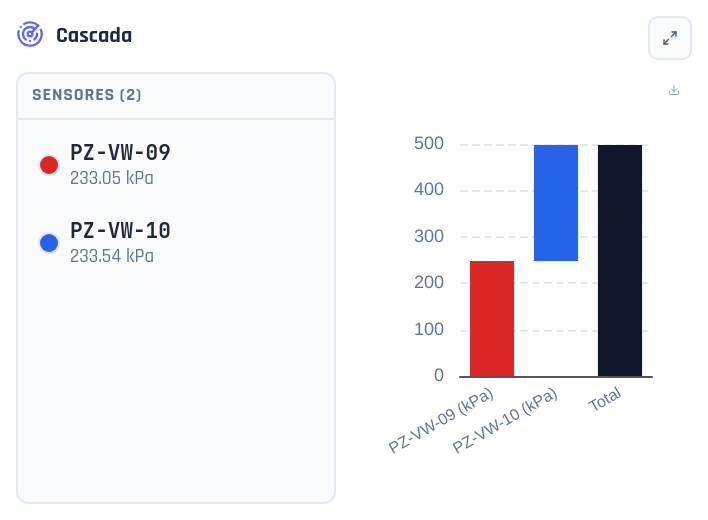 Cascada
SENSORES (2)
PZ-VW-09
233.05 kPa
PZ-VW-10
233.54 kPa
500
400
300
200
100
0
PZ-VW-09 (kPa)
PZ-VW-10 (kPa)
Total